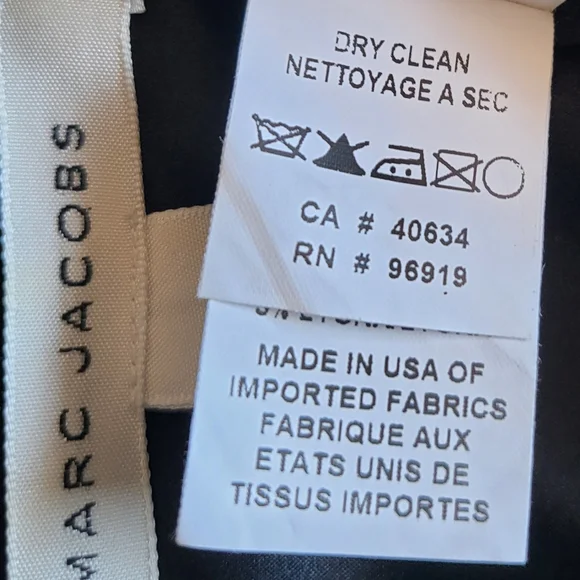 MARC JACOBS
DRY CLEAN
NETTOYAGE A SEC
CA # 40634
RN # 96919
MADE IN USA OF
IMPORTED FABRICS
FABRIQUE AUX
ETATS UNIS DE
TISSUS IMPORTES